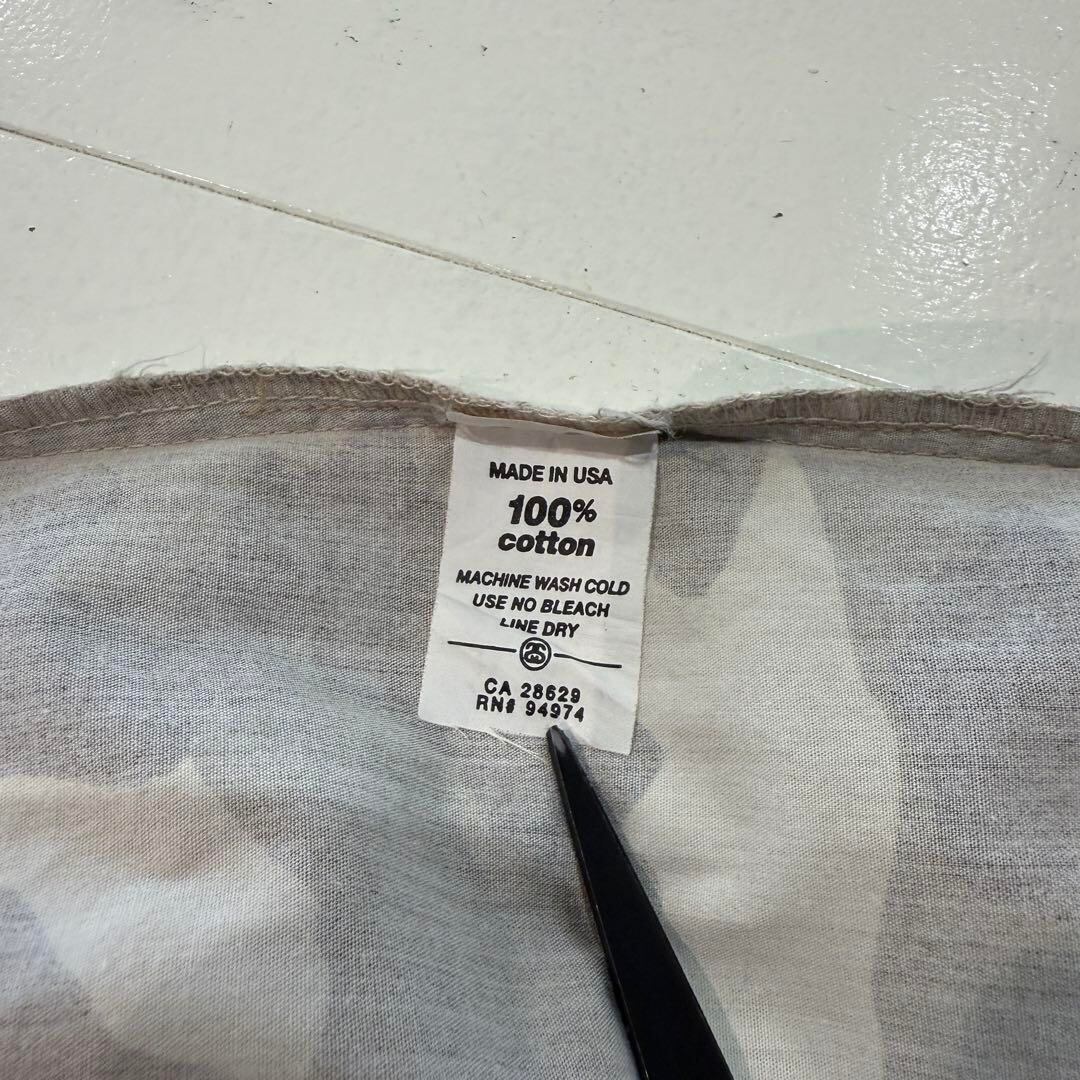 MADE IN USA
100%
cotton
MACHINE WASH COLD
USE NO BLEACH
LINE DRY
CA 28629
RN# 94974